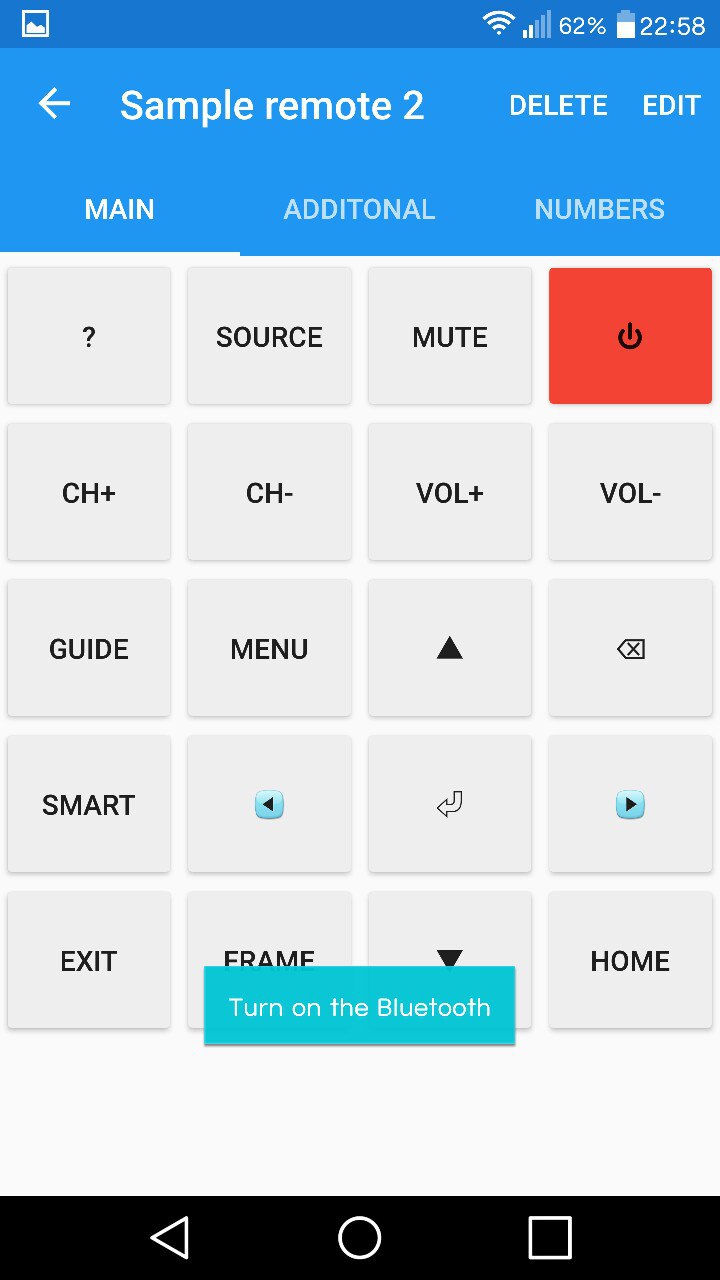 62% 22:58
Sample remote 2 DELETE EDIT
MAIN ADDITONAL NUMBERS
? SOURCE MUTE
CH+ CH- VOL+ VOL-
GUIDE MENU ▲ ⌫
SMART ◀ ▶
EXIT FRAME ▼ HOME
Turn on the Bluetooth